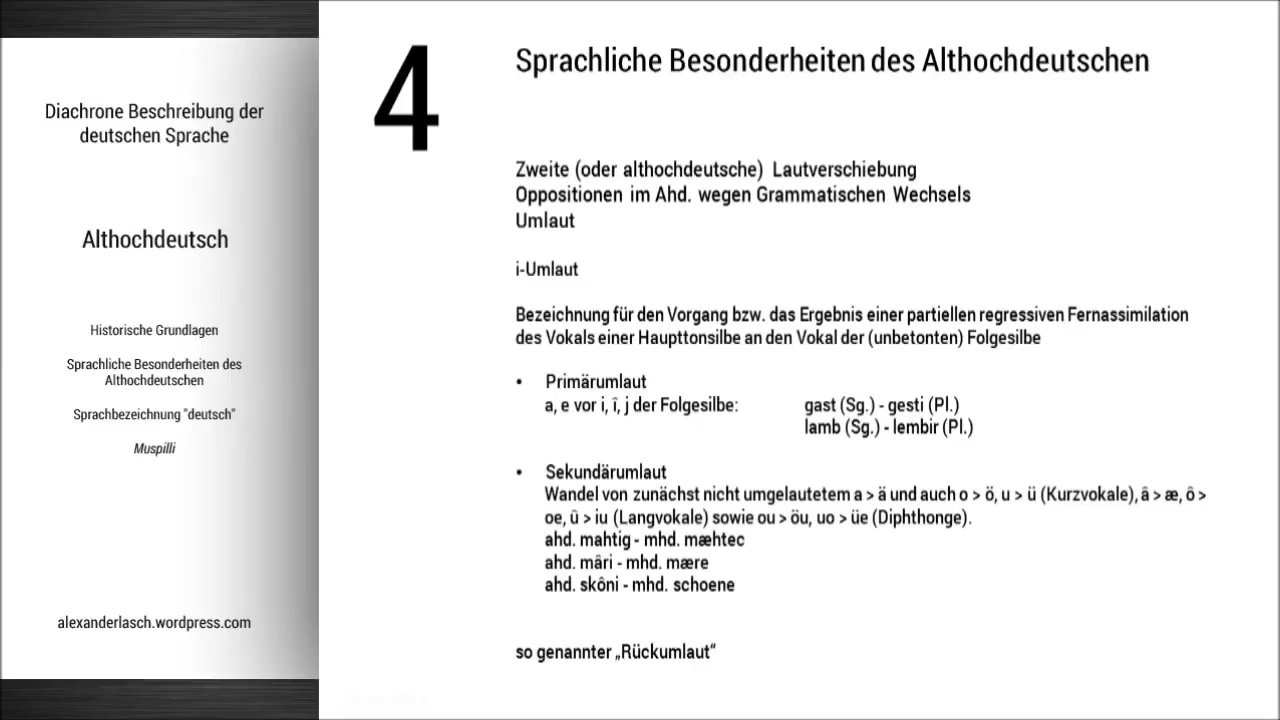 Diachrone Beschreibung der
deutschen Sprache
Althochdeutsch
Historische Grundlagen
Sprachliche Besonderheiten des
Althochdeutschen
Sprachbezeichnung "deutsch"
Muspilli
alexanderlasch.wordpress.com
4
Sprachliche Besonderheiten des Althochdeutschen
Zweite (oder althochdeutsche) Lautverschiebung
Oppositionen im Ahd. wegen Grammatischen Wechsels
Umlaut
i-Umlaut
Bezeichnung für den Vorgang bzw. das Ergebnis einer partiellen regressiven Fernassimilation
des Vokals einer Haupttonsilbe an den Vokal der (unbetonten) Folgesilbe
• Primärumlaut
a, e vor i, î, j der Folgesilbe: gast (Sg.) - gesti (Pl.)
lamb (Sg.) - lembir (Pl.)
• Sekundärumlaut
Wandel von zunächst nicht umgelautetem a > ä und auch o > ö, u > ü (Kurzvokale), â > æ, ô >
oe, û > iu (Langvokale) sowie ou > öu, uo > üe (Diphthonge).
ahd. mahtig - mhd. mæhtec
ahd. mâri - mhd. mære
ahd. skôni - mhd. schoene
so genannter „Rückumlaut“